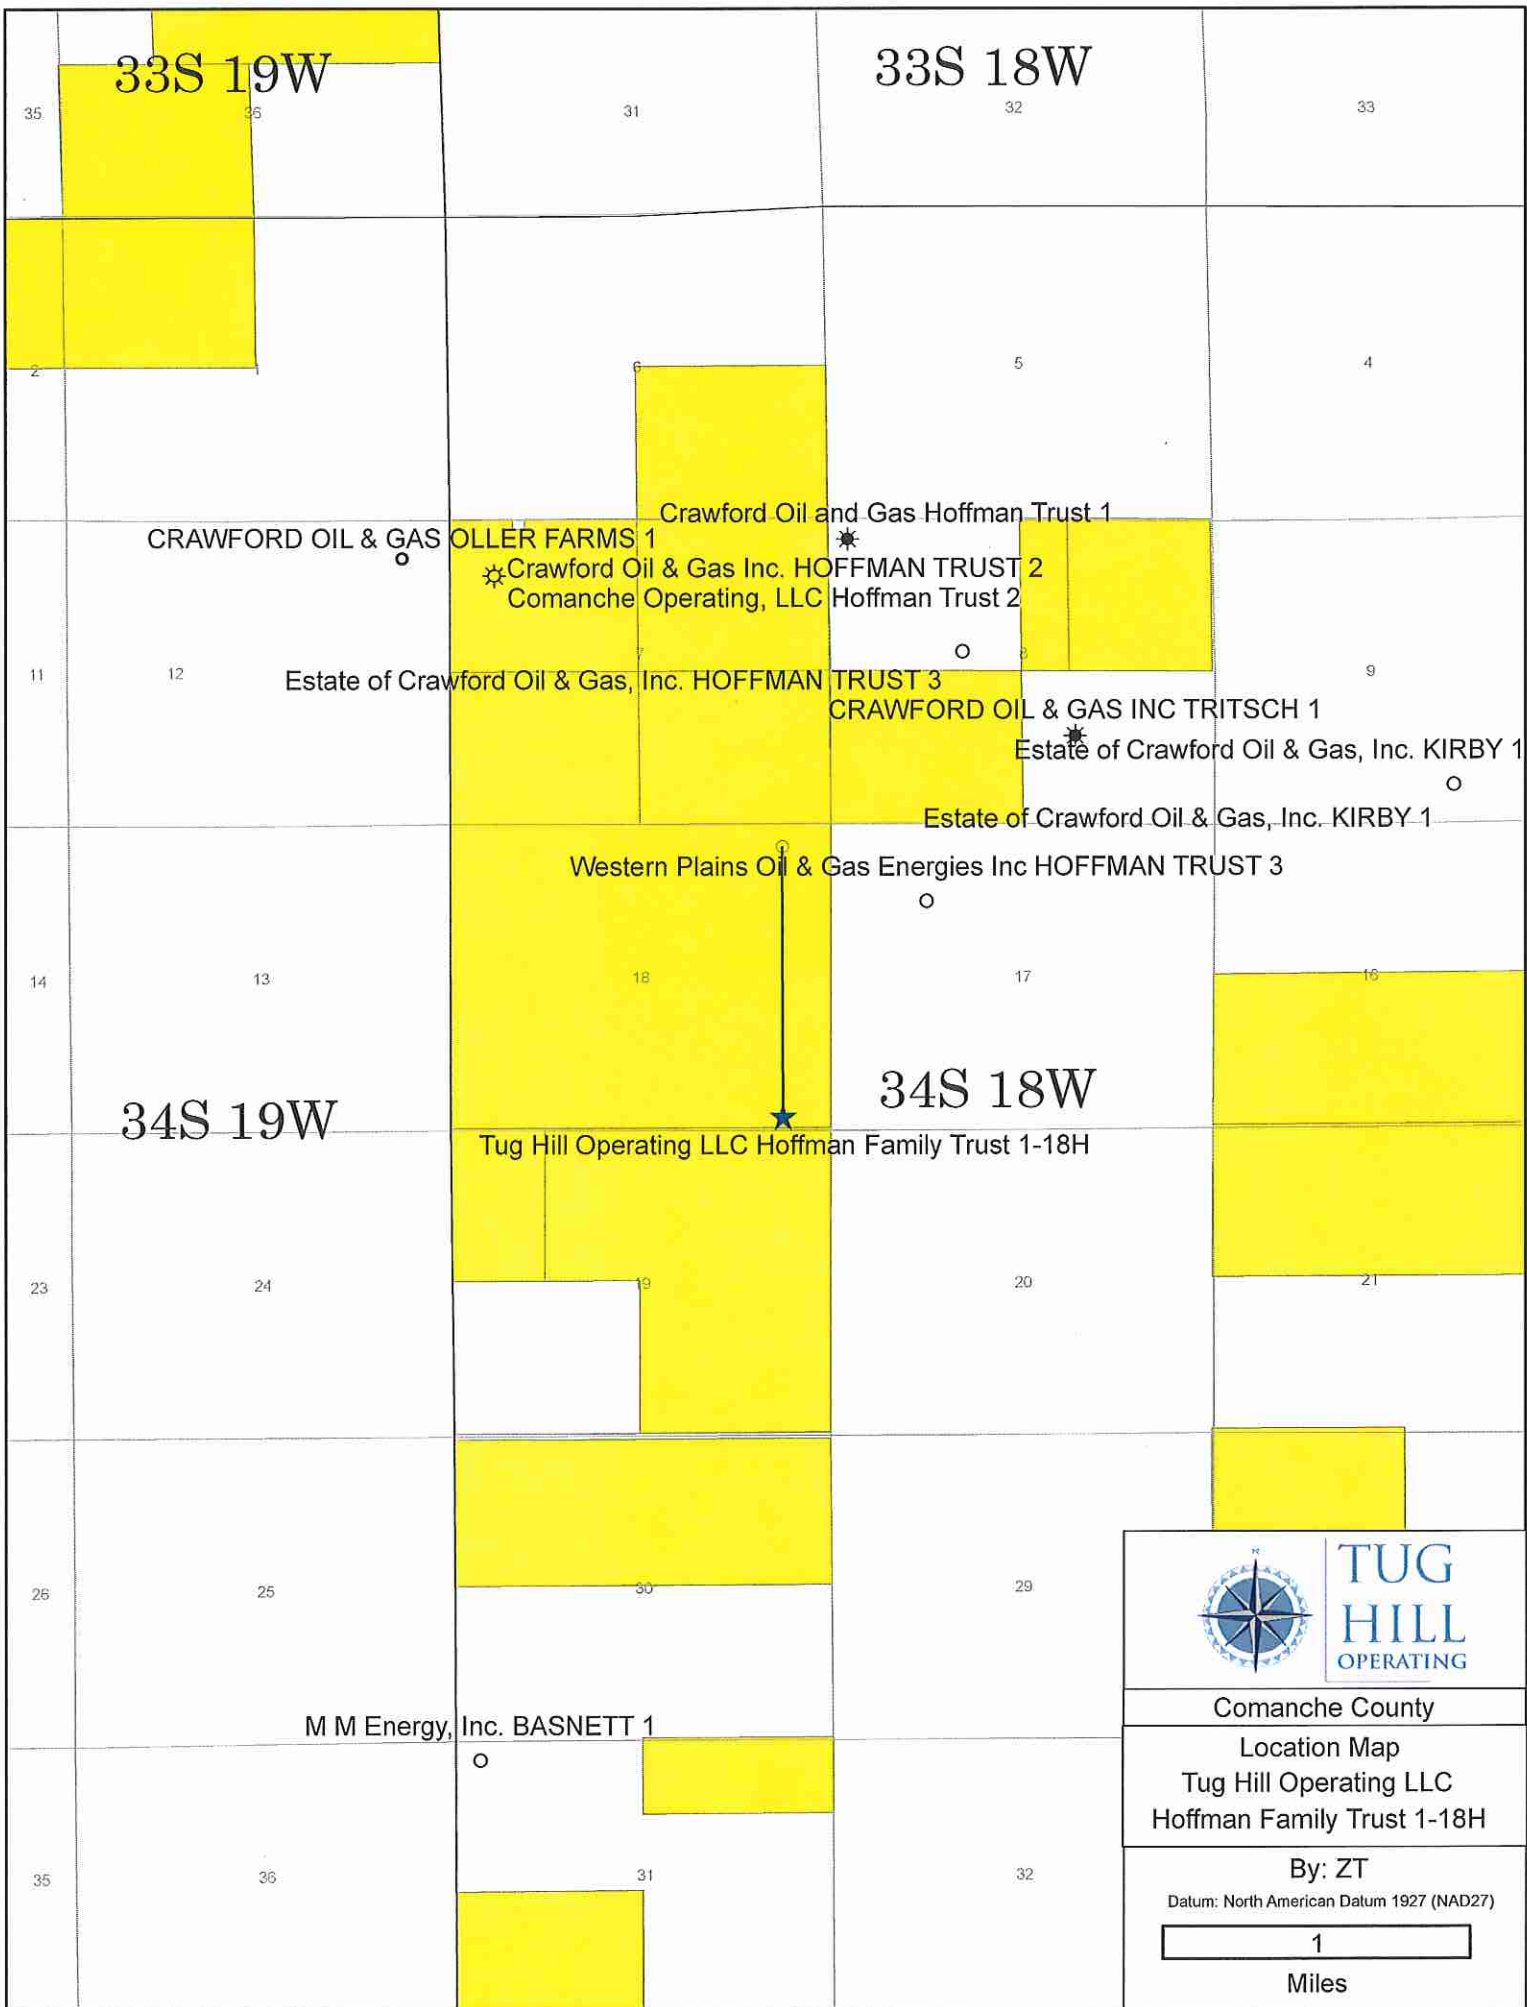 33S 19W
33S 18W
35
36
31
32
33
2
1
6
5
4
Crawford Oil and Gas Hoffman Trust 1
CRAWFORD OIL & GAS OLLER FARMS 1
Crawford Oil & Gas Inc. HOFFMAN TRUST 2
Comanche Operating, LLC Hoffman Trust 2
11
12
7
8
9
Estate of Crawford Oil & Gas, Inc. HOFFMAN TRUST 3
CRAWFORD OIL & GAS INC TRITSCH 1
Estate of Crawford Oil & Gas, Inc. KIRBY 1
Estate of Crawford Oil & Gas, Inc. KIRBY 1
Western Plains Oil & Gas Energies Inc HOFFMAN TRUST 3
14
13
18
17
16
34S 19W
34S 18W
Tug Hill Operating LLC Hoffman Family Trust 1-18H
23
24
19
20
21
26
25
30
29
N
TUG
HILL
OPERATING
Comanche County
M M Energy, Inc. BASNETT 1
Location Map
Tug Hill Operating LLC
Hoffman Family Trust 1-18H
35
36
31
32
By: ZT
Datum: North American Datum 1927 (NAD27)
1
Miles